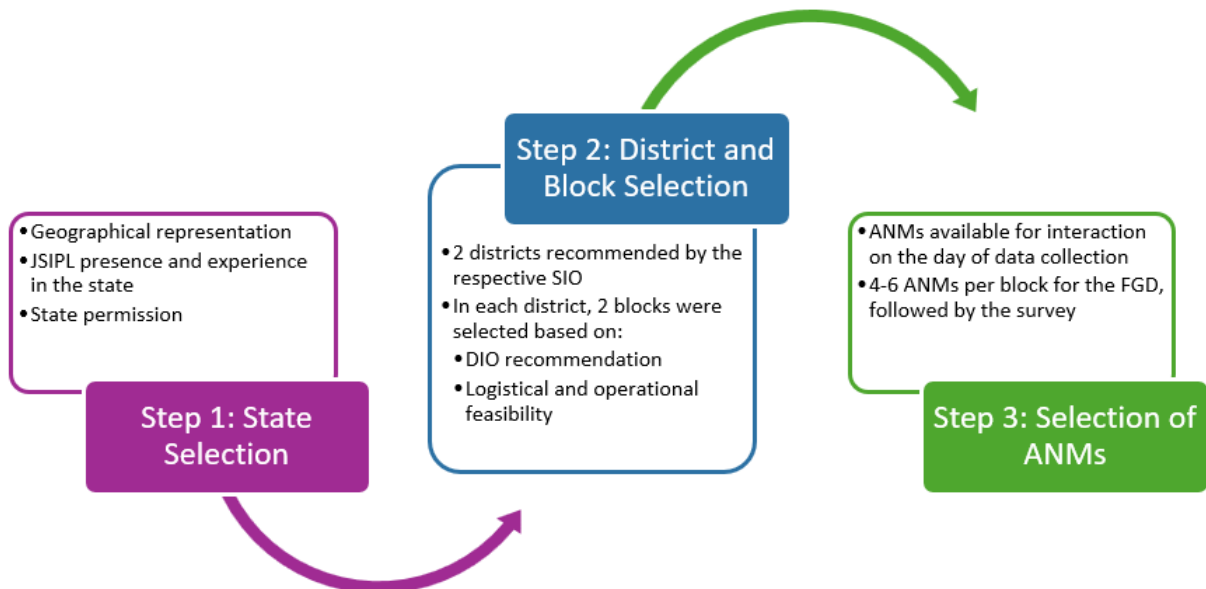 • Geographical representation
• JSIPL presence and experience
in the state
• State permission
Step 1: State
Selection
Step 2: District and
Block Selection
• 2 districts recommended by the
respective SIO
• In each district, 2 blocks were
selected based on:
• DIO recommendation
• Logistical and operational
feasibility
• ANMs available for interaction
on the day of data collection
• 4-6 ANMs per block for the FGD,
followed by the survey
Step 3: Selection of
ANMs